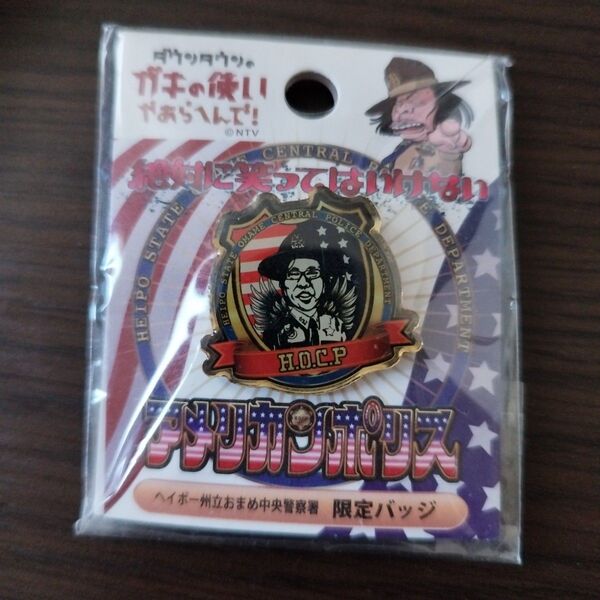 ダウンタウンの
ガキの使い
やあらへんで!
©NTV
絶対に笑ってはいけない
HEIPO STATE OMAME CENTRAL POLICE DEPARTMENT
HEIPO STATE OMAME CENTRAL POLICE DEPARTMENT
H.O.C.P
アメリカンポリス
ヘイポー州立おまめ中央警察署 限定バッジ